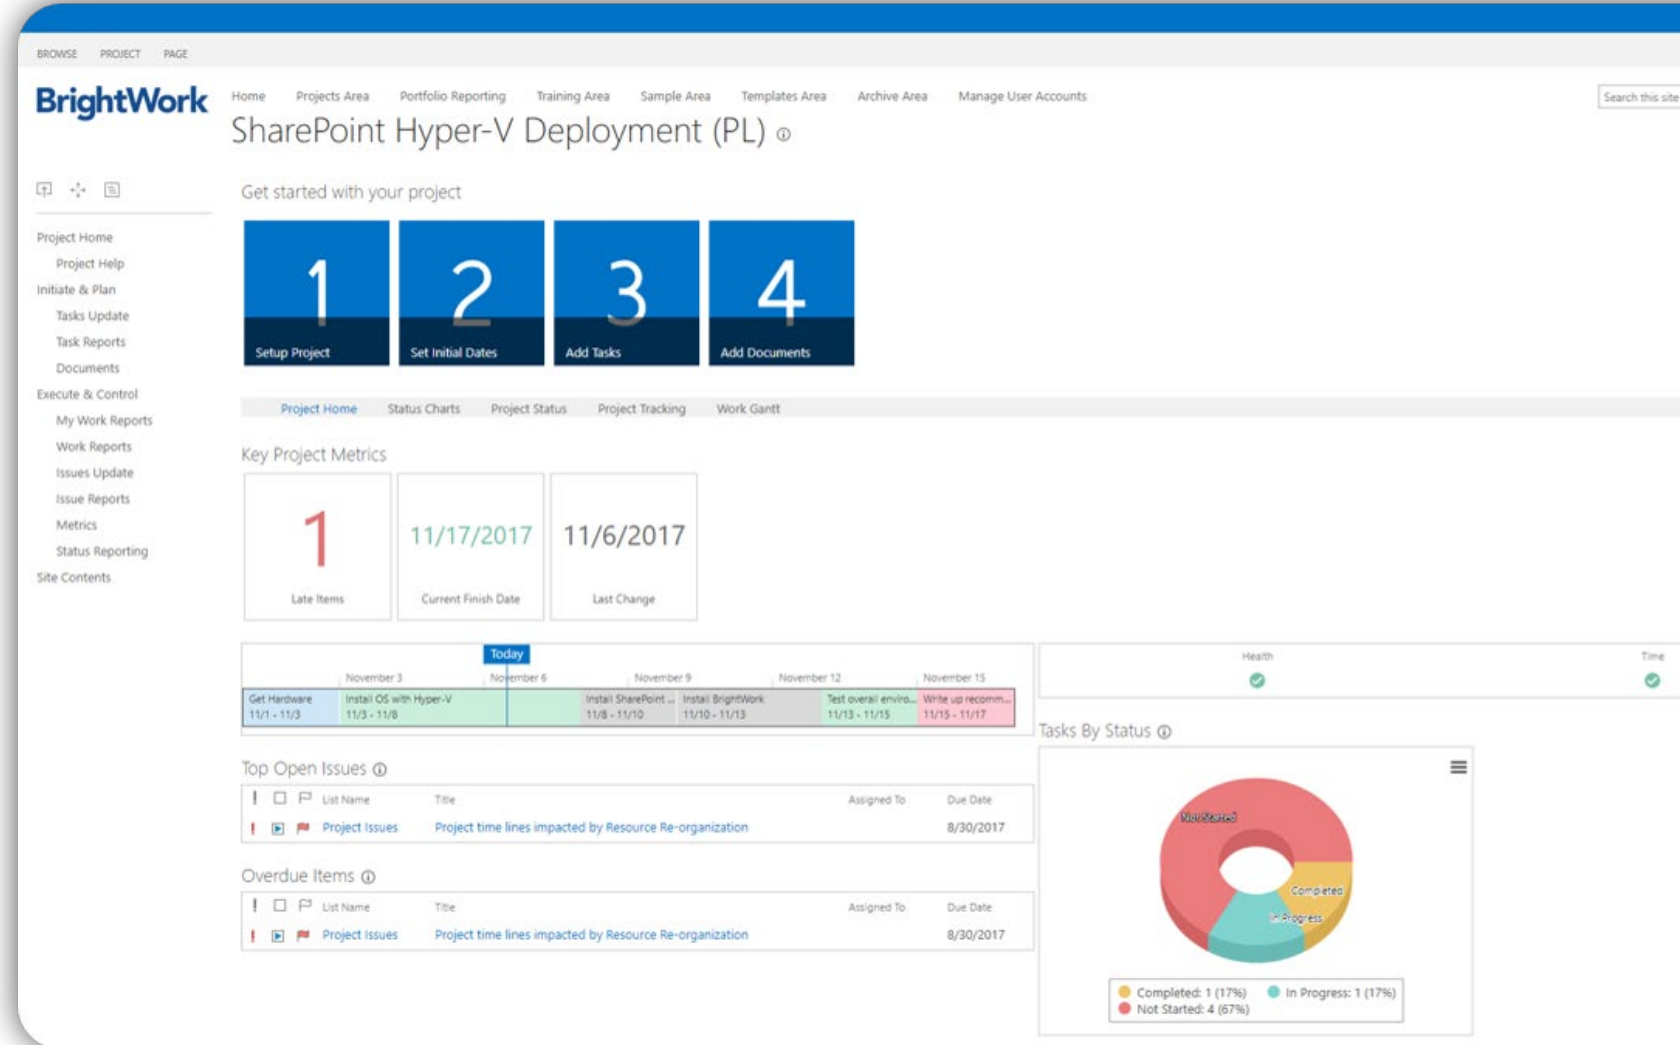 BROWSE PROJECT PAGE
BrightWork
Home Projects Area Portfolio Reporting Training Area Sample Area Templates Area Archive Area Manage User Accounts
Search this site
SharePoint Hyper-V Deployment (PL)
Get started with your project
1 2 3 4
Setup Project Set Initial Dates Add Tasks Add Documents
Project Home
Project Help
Initiate & Plan
Tasks Update
Task Reports
Documents
Execute & Control
My Work Reports
Work Reports
Issues Update
Issue Reports
Metrics
Status Reporting
Site Contents
Project Home Status Charts Project Status Project Tracking Work Gantt
Key Project Metrics
1 11/17/2017 11/6/2017
Late Items Current Finish Date Last Change
Today
November 3 November 6 November 9 November 12 November 15
Get Hardware Install OS with Hyper-V Install SharePoint ... Install BrightWork Test overall enviro... Write up recomm...
11/1 - 11/3 11/3 - 11/8 11/8 - 11/10 11/10 - 11/13 11/13 - 11/15 11/15 - 11/17
Health Time
Top Open Issues
! List Name Title Assigned To Due Date
! Project Issues Project time lines impacted by Resource Re-organization 8/30/2017
Overdue Items
! List Name Title Assigned To Due Date
! Project Issues Project time lines impacted by Resource Re-organization 8/30/2017
Tasks By Status
Not Started
Completed
In Progress
Completed: 1 (17%) In Progress: 1 (17%)
Not Started: 4 (67%)